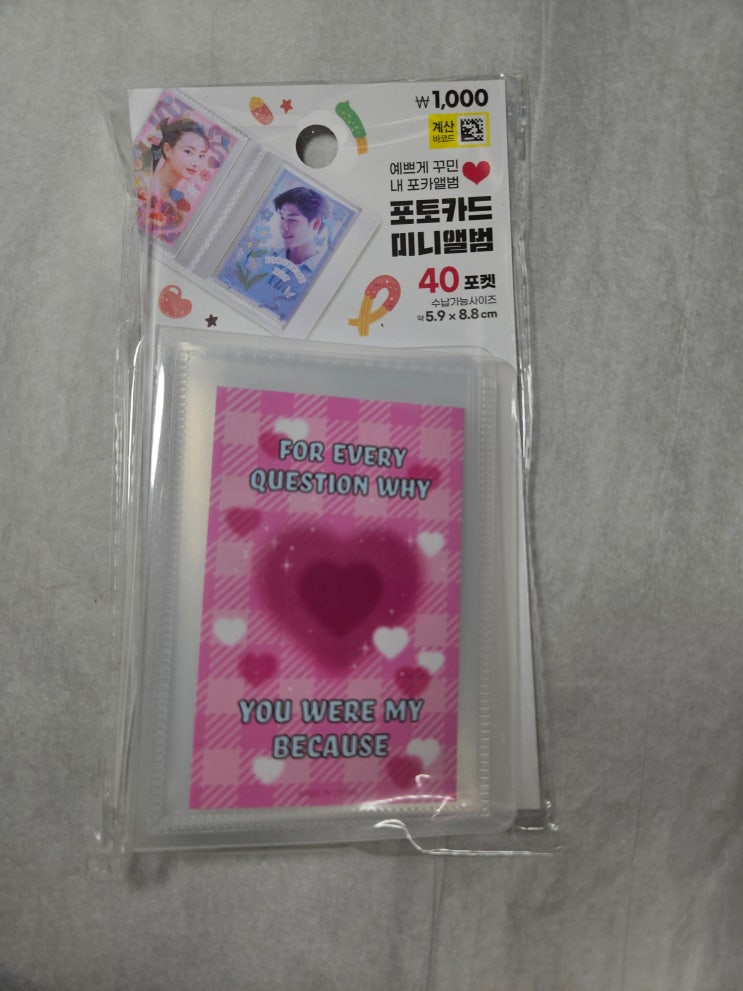 ₩1,000
계산
바코드
예쁘게 꾸민
내 포카앨범
포토카드
미니앨범
40 포켓
수납가능사이즈
약 5.9 x 8.8 cm
FOR EVERY
QUESTION WHY
YOU WERE MY
BECAUSE